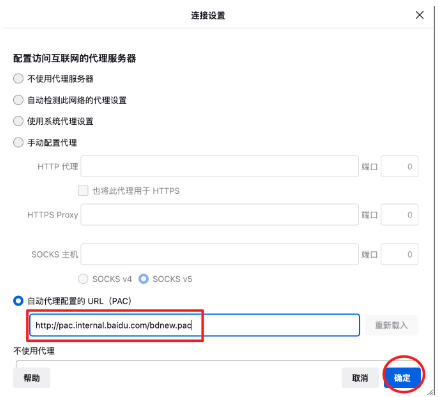 连接设置
配置访问互联网的代理服务器
不使用代理服务器
自动检测此网络的代理设置
使用系统代理设置
手动配置代理
HTTP 代理 端口 0
也将此代理用于 HTTPS
HTTPS Proxy 端口 0
SOCKS 主机 端口 0
SOCKS v4 SOCKS v5
自动代理配置的 URL（PAC）
http://pac.internal.baidu.com/bdnew.pac 重新载入
不使用代理
帮助 取消 确定